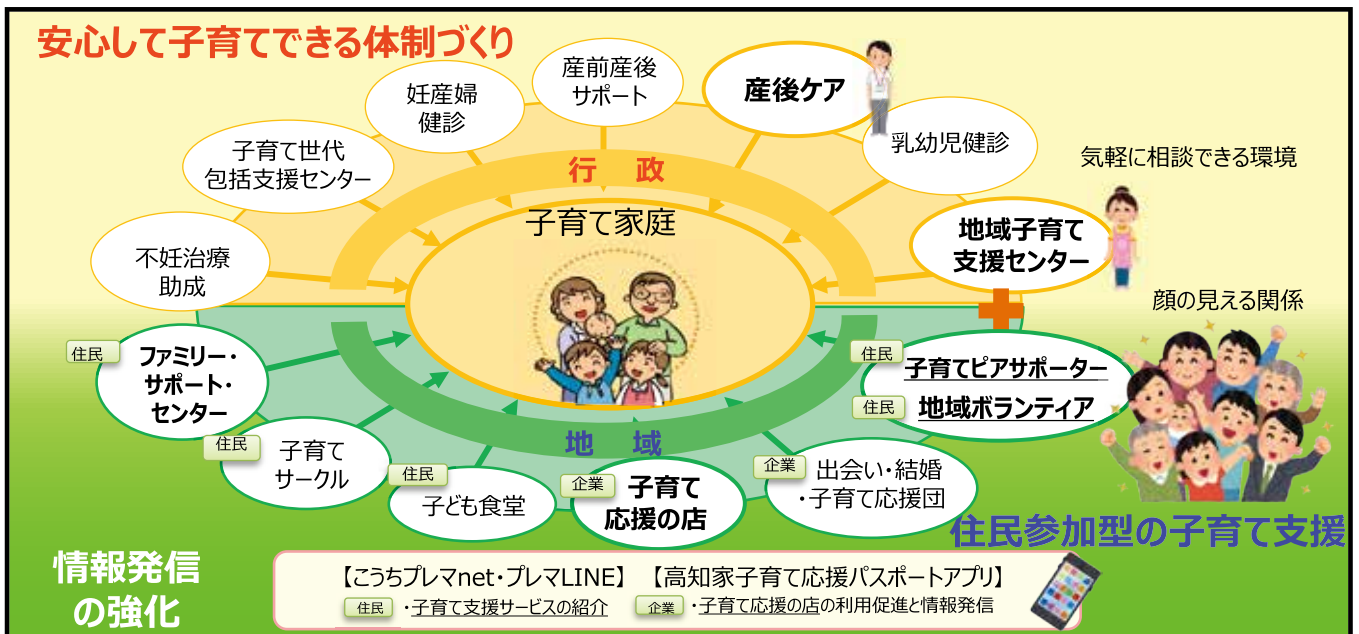 安心して子育てできる体制づくり
産前産後
サポート
妊産婦
健診
産後ケア
乳幼児健診
子育て世代
包括支援センター
気軽に相談できる環境
行 政
子育て家庭
地域子育て
支援センター
不妊治療
助成
顔の見える関係
住民
ファミリー・
サポート・
センター
住民
子育てピアサポーター
住民
地域ボランティア
住民
子育て
サークル
地 域
住民
子ども食堂
企業
子育て
応援の店
企業
出会い・結婚
・子育て応援団
住民参加型の子育て支援
情報発信
の強化
【こうちプレマnet・プレマLINE】 【高知家子育て応援パスポートアプリ】
住民 ・子育て支援サービスの紹介 企業 ・子育て応援の店の利用促進と情報発信